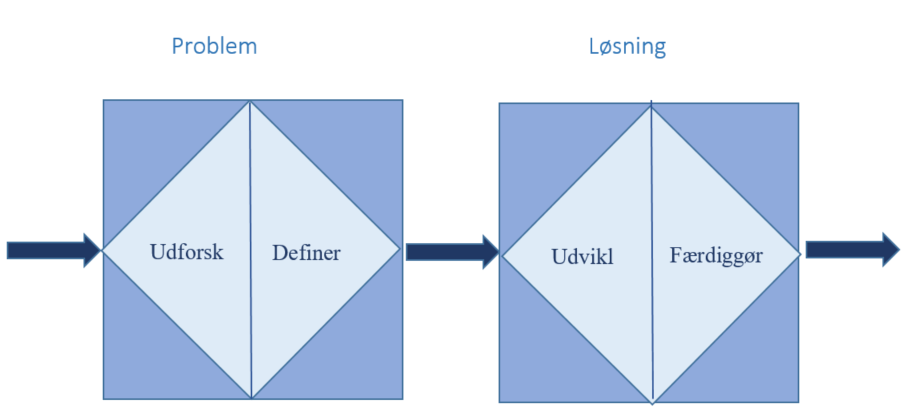 Problem
Løsning
Udforsk
Definer
Udvikl
Færdiggør